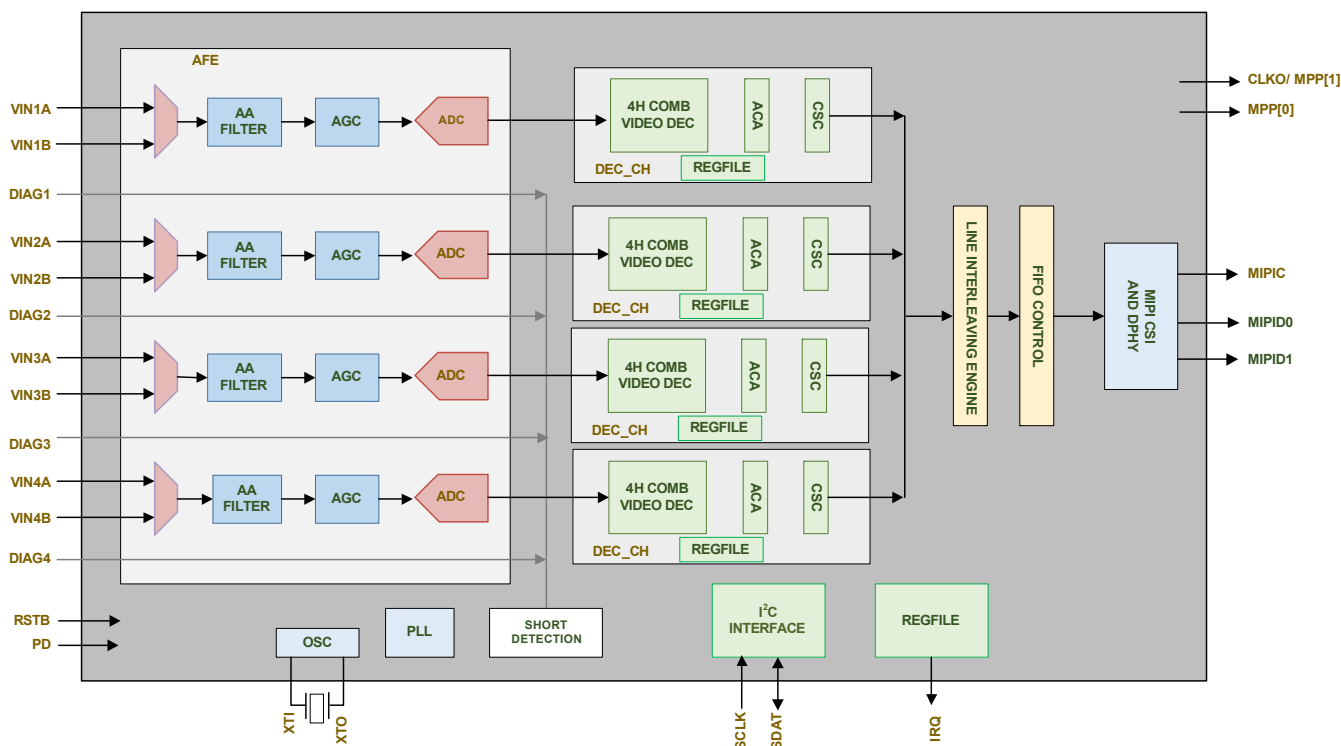 AFE
CLKO/ MPP[1]
MPP[0]
VIN1A
VIN1B
AA
FILTER
AGC
ADC
4H COMB
VIDEO DEC
ACA
CSC
DEC_CH
REGFILE
DIAG1
VIN2A
VIN2B
AA
FILTER
AGC
ADC
4H COMB
VIDEO DEC
ACA
CSC
DEC_CH
REGFILE
DIAG2
VIN3A
VIN3B
AA
FILTER
AGC
ADC
4H COMB
VIDEO DEC
ACA
CSC
DEC_CH
REGFILE
DIAG3
VIN4A
VIN4B
AA
FILTER
AGC
ADC
4H COMB
VIDEO DEC
ACA
CSC
DEC_CH
REGFILE
DIAG4
LINE INTERLEAVING ENGINE
FIFO CONTROL
MIPI CSI
AND DPHY
MIPIC
MIPID0
MIPID1
RSTB
PD
OSC
PLL
SHORT
DETECTION
I²C
INTERFACE
REGFILE
XTI
XTO
SCLK
SDAT
IRQ